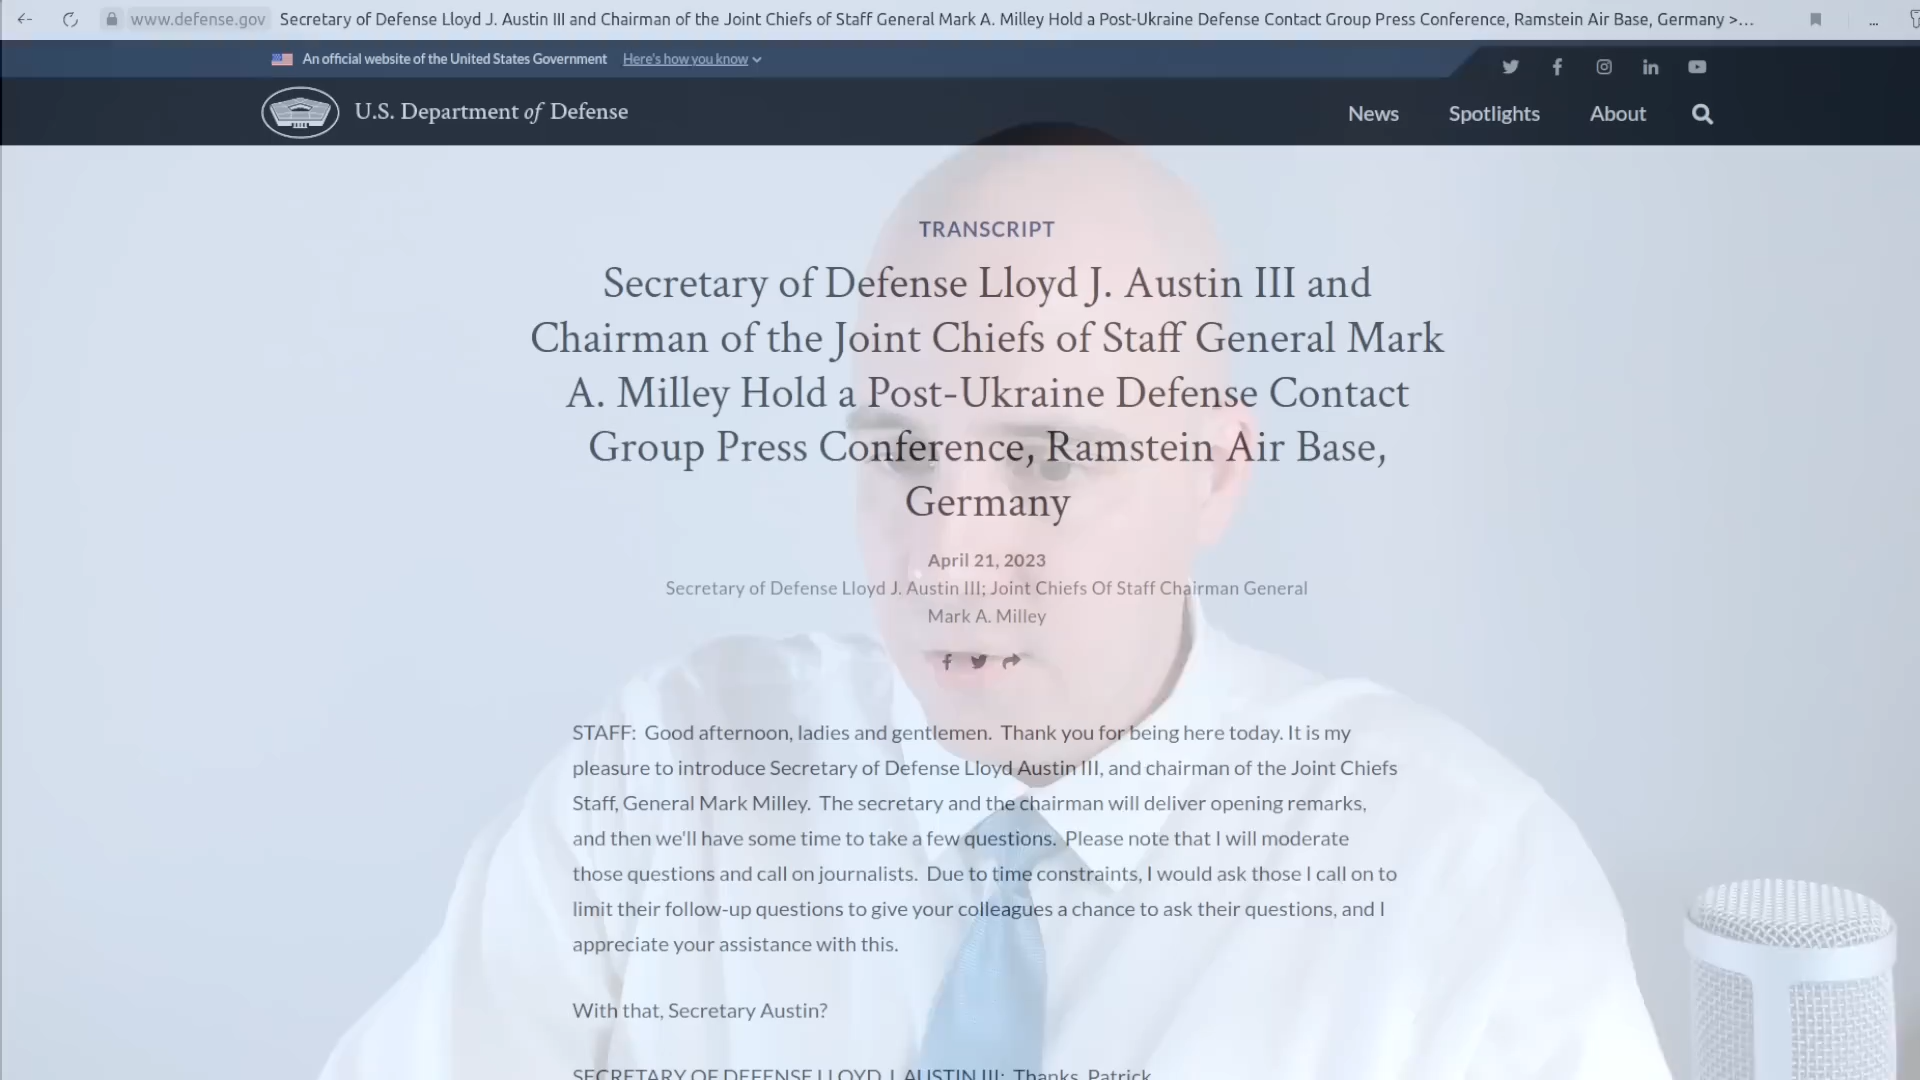 www.defense.gov Secretary of Defense Lloyd J. Austin III and Chairman of the Joint Chiefs of Staff General Mark A. Milley Hold a Post-Ukraine Defense Contact Group Press Conference, Ramstein Air Base, Germany >...
An official website of the United States Government Here's how you know
U.S. Department of Defense
News Spotlights About
TRANSCRIPT
Secretary of Defense Lloyd J. Austin III and
Chairman of the Joint Chiefs of Staff General Mark
A. Milley Hold a Post-Ukraine Defense Contact
Group Press Conference, Ramstein Air Base,
Germany
April 21, 2023
Secretary of Defense Lloyd J. Austin III; Joint Chiefs Of Staff Chairman General
Mark A. Milley
STAFF: Good afternoon, ladies and gentlemen. Thank you for being here today. It is my
pleasure to introduce Secretary of Defense Lloyd Austin III, and chairman of the Joint Chiefs
Staff, General Mark Milley. The secretary and the chairman will deliver opening remarks,
and then we'll have some time to take a few questions. Please note that I will moderate
those questions and call on journalists. Due to time constraints, I would ask those I call on to
limit their follow-up questions to give your colleagues a chance to ask their questions, and I
appreciate your assistance with this.
With that, Secretary Austin?
SECRETARY OF DEFENSE LLOYD J. AUSTIN III: Thanks, Patrick.